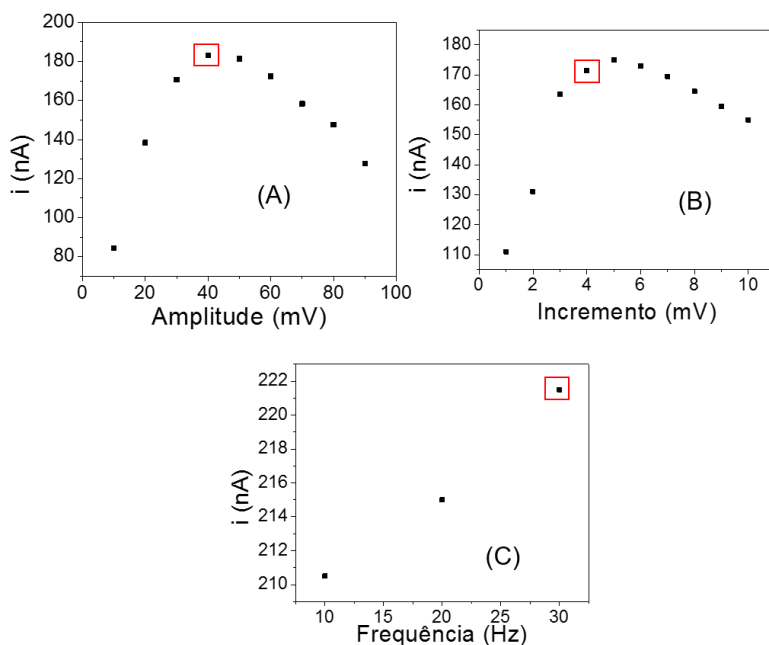 200
180
160
140
120
100
80
i (nA)
(A)
0 20 40 60 80 100
Amplitude (mV)
180
170
160
150
140
130
120
110
i (nA)
(B)
0 2 4 6 8 10
Incremento (mV)
222
220
218
216
214
212
210
i (nA)
(C)
10 15 20 25 30
Frequência (Hz)